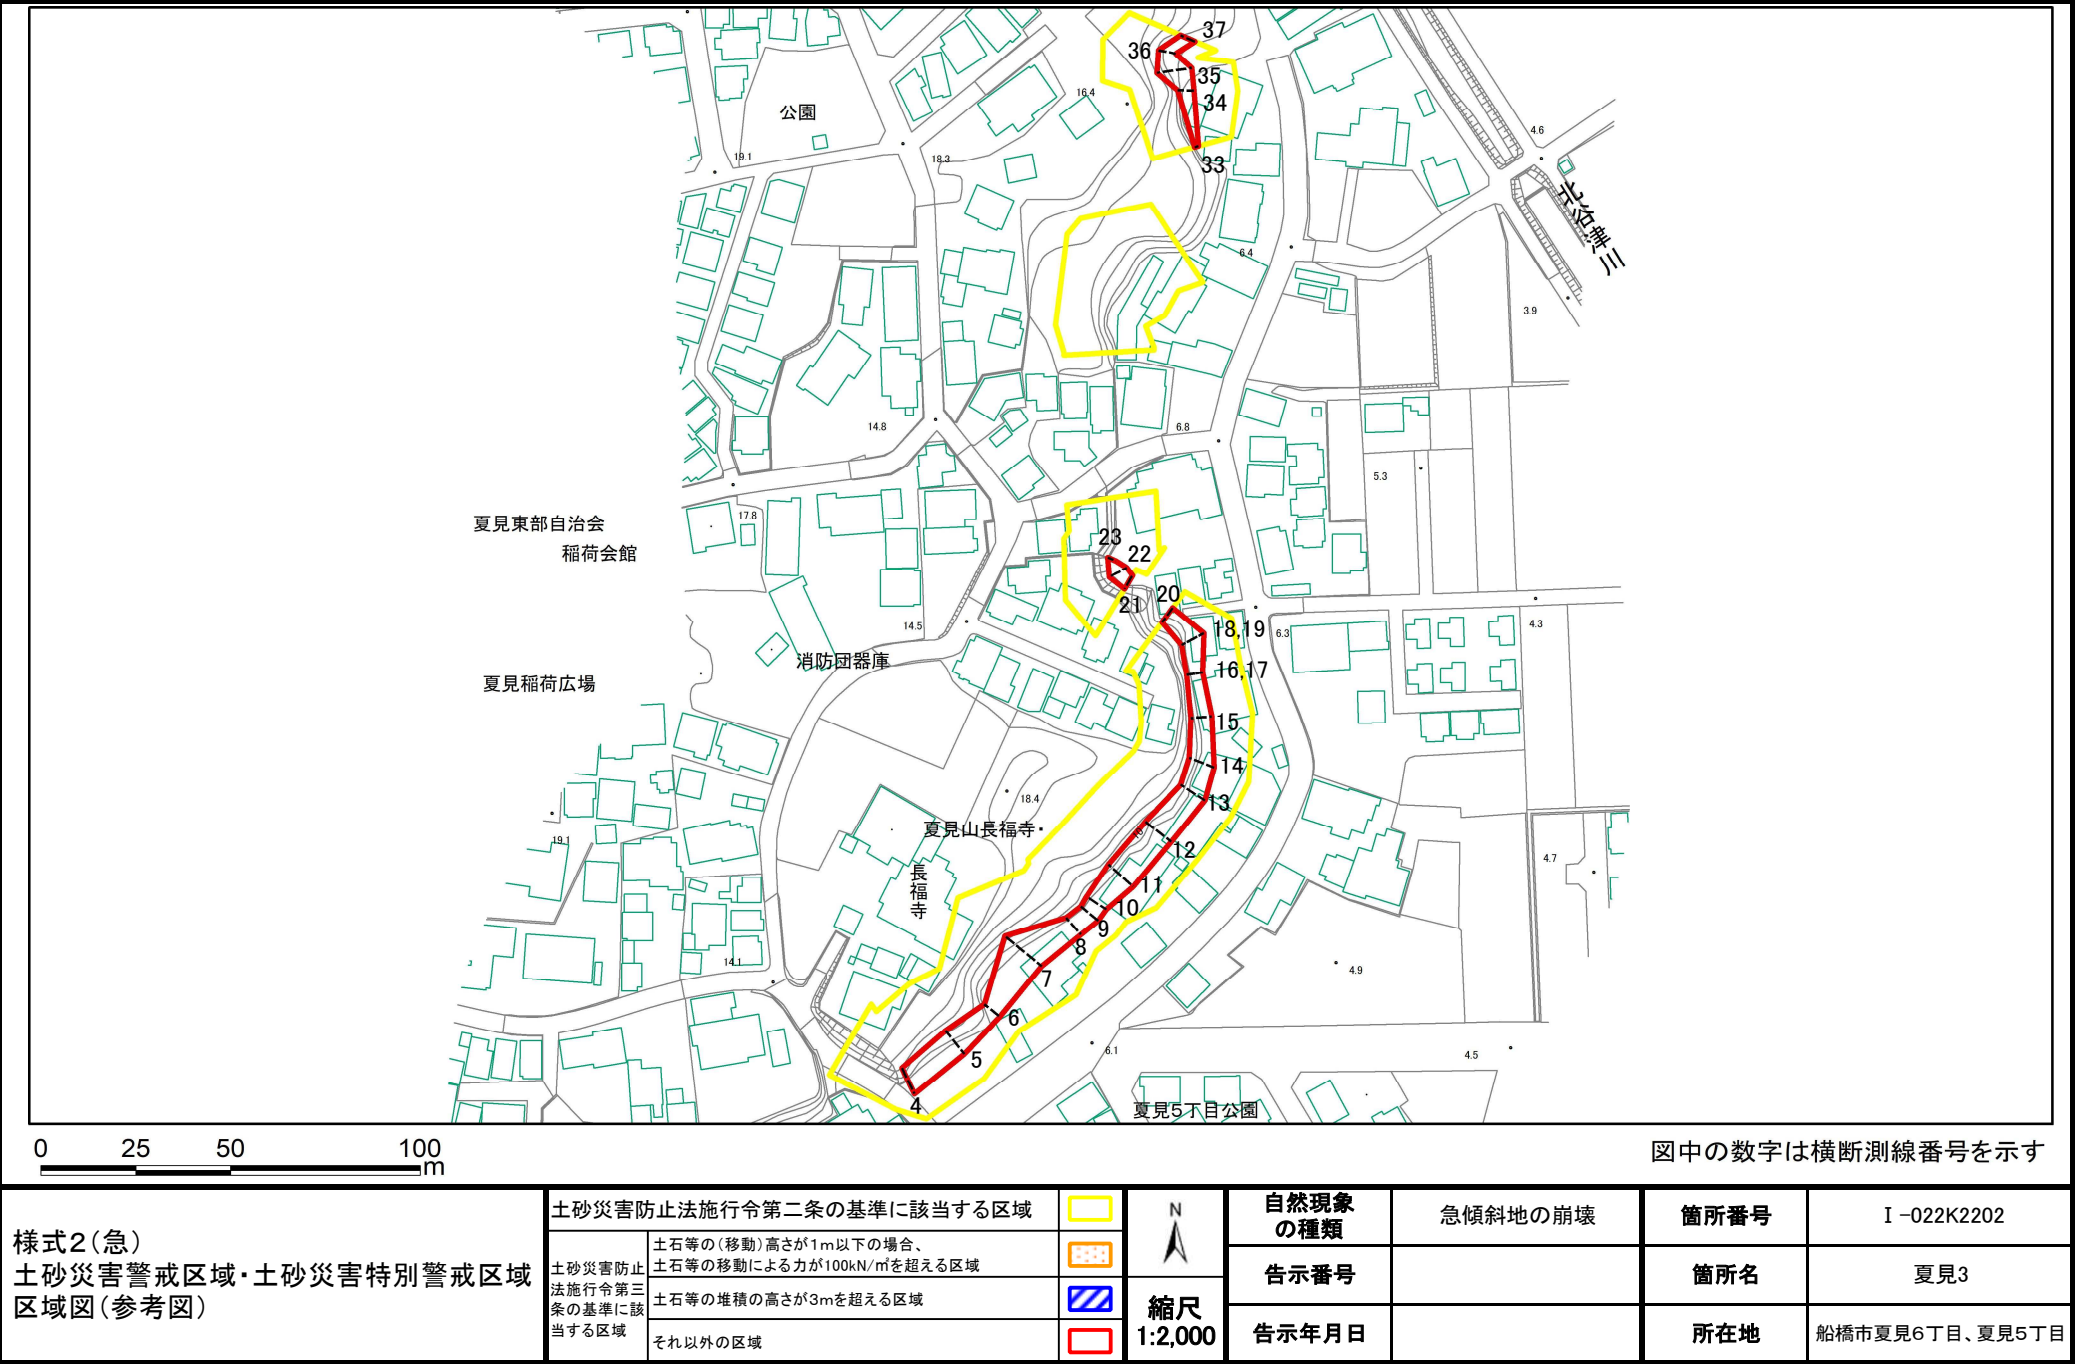 37
36
35
16.4
34
公園
4.6
19.1
18.3
33
北谷津川
6.4
3.9
14.8
6.8
5.3
17.8
夏見東部自治会
稲荷会館
23
22
20
21
14.5
18,19
6.3
4.3
消防団器庫
16,17
夏見稲荷広場
15
14
18.4
13
夏見山長福寺・
19.1
12
4.7
長福寺
11
10
9
8
14.1
4.9
7
6
6.1
4.5
5
4
夏見5丁目公園
0 25 50 100
m
図中の数字は横断測線番号を示す
様式2(急)
土砂災害警戒区域・土砂災害特別警戒区域
区域図(参考図)
土砂災害防止法施行令第二条の基準に該当する区域
土砂災害防止
法施行令第三
条の基準に該
当する区域
土石等の(移動)高さが1m以下の場合、
土石等の移動による力が100kN/㎡を超える区域
土石等の堆積の高さが3mを超える区域
それ以外の区域
N
縮尺
1:2,000
自然現象
の種類
急傾斜地の崩壊
箇所番号
Ⅰ-022K2202
告示番号
箇所名
夏見3
告示年月日
所在地
船橋市夏見6丁目、夏見5丁目